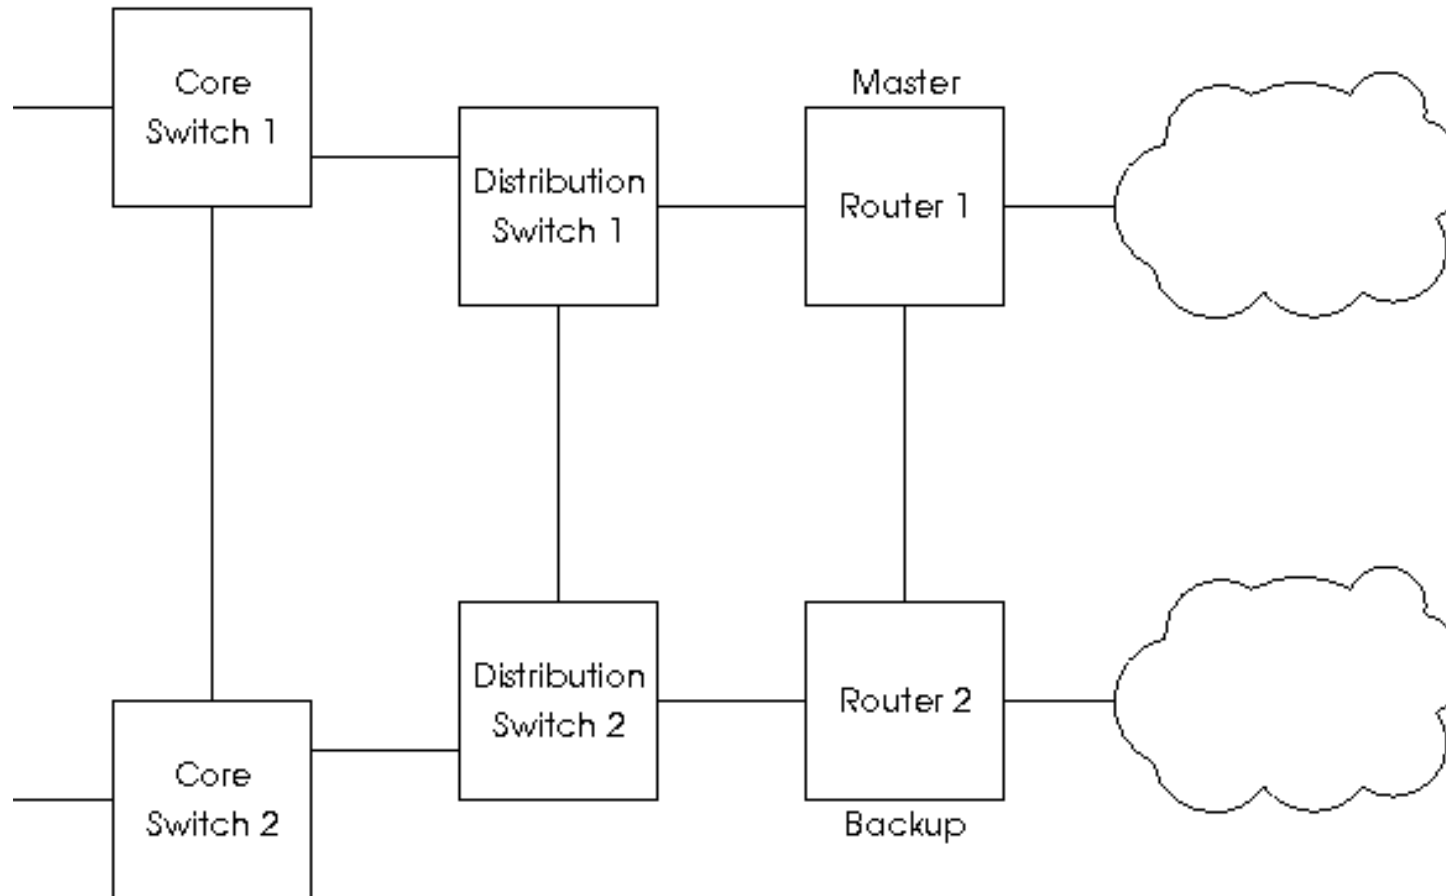 Core
Switch 1
Distribution
Switch 1
Master
Router 1
Distribution
Switch 2
Router 2
Backup
Core
Switch 2